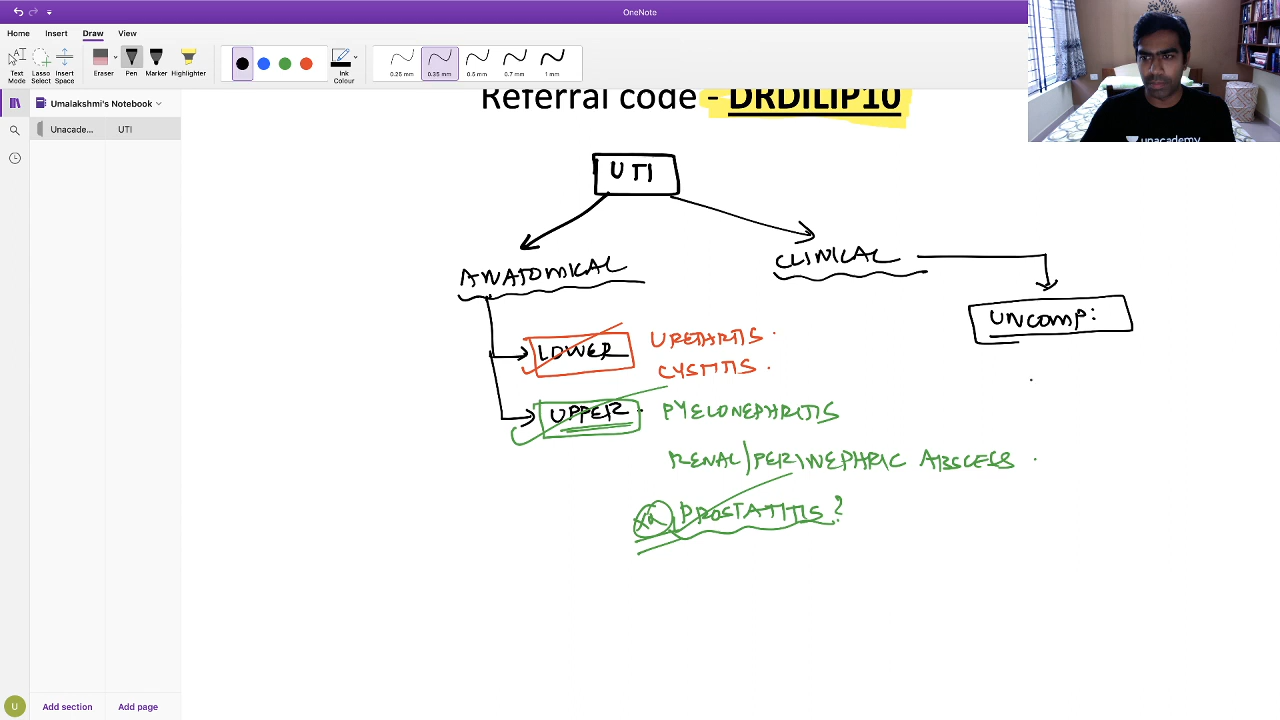 OneNote
Home Insert Draw View
Text Mode
Lasso Select
Insert Space
Eraser
Pen
Marker
Highlighter
Ink Colour
0.25 mm
0.35 mm
0.5 mm
0.7 mm
1 mm
Umalakshmi's Notebook
Unacade...
UTI
Referral code - DRDILIP10
unacademy
UTI
ANATOMICAL
CLINICAL
UNCOMP:
LOWER
URETHRITIS.
CYSTITIS.
UPPER
PYELONEPHRITIS
RENAL/PERINEPHRIC ABSCESS.
PROSTATITIS?
U
Add section
Add page